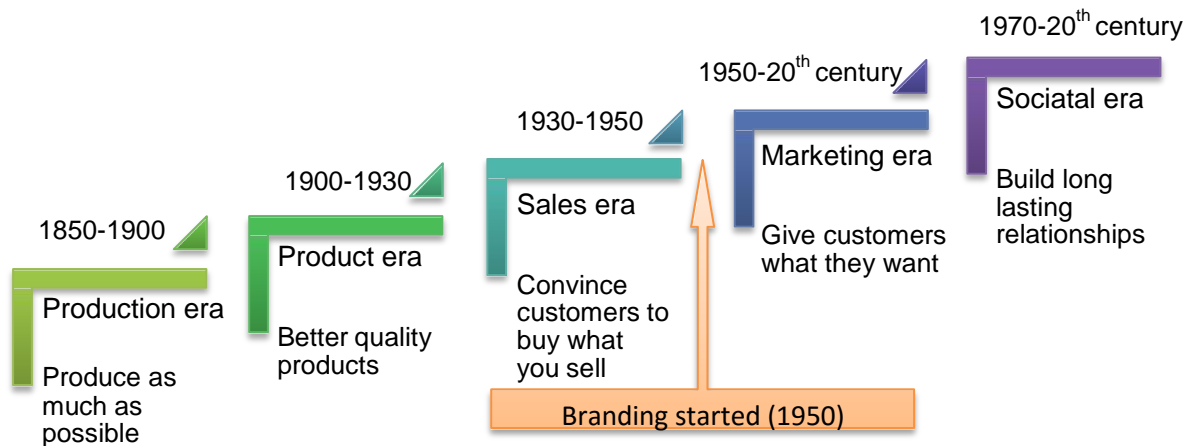 1850-1900
Production era
Produce as
much as
possible
1900-1930
Product era
Better quality
products
1930-1950
Sales era
Convince
customers to
buy what
you sell
1950-20th century
Marketing era
Give customers
what they want
1970-20th century
Sociatal era
Build long
lasting
relationships
Branding started (1950)